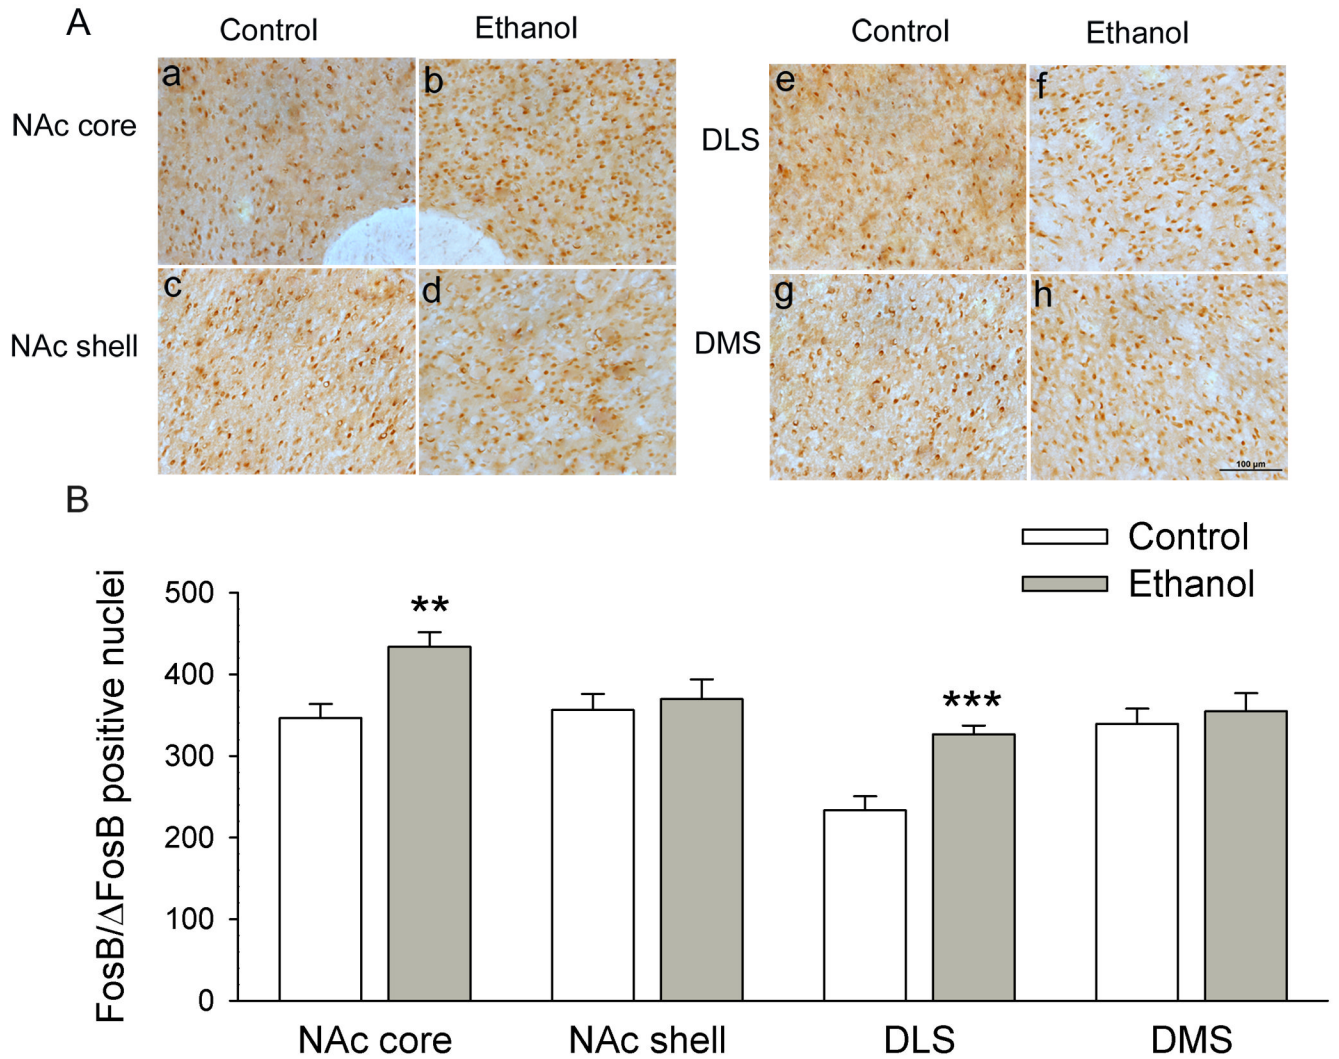 A
Control
Ethanol
Control
Ethanol
NAc core
a
b
DLS
e
f
NAc shell
c
d
DMS
g
h
100 µm
B
Control
Ethanol
FosB/ΔFosB positive nuclei
500
400
300
200
100
0
**
***
NAc core
NAc shell
DLS
DMS